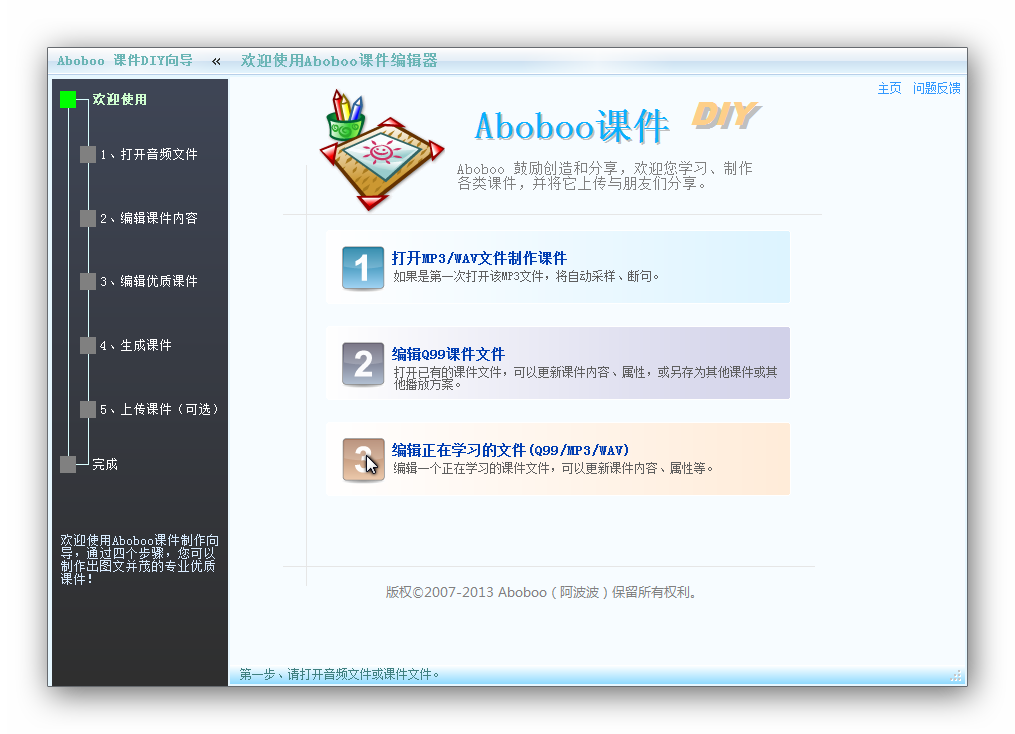 Aboboo 课件DIY向导 «
欢迎使用Aboboo课件编辑器
主页 问题反馈
欢迎使用
1、打开音频文件
2、编辑课件内容
3、编辑优质课件
4、生成课件
5、上传课件（可选）
完成
欢迎使用Aboboo课件制作向
导，通过四个步骤，您可以
制作出图文并茂的专业优质
课件!
Aboboo课件 DIY
Aboboo 鼓励创造和分享，欢迎您学习、制作
各类课件，并将它上传与朋友们分享。
1
打开MP3/WAV文件制作课件
如果是第一次打开该MP3文件，将自动采样、断句。
2
编辑Q99课件文件
打开已有的课件文件，可以更新课件内容、属性，或另存为其他课件或其
他播放方案。
3
编辑正在学习的文件(Q99/MP3/WAV)
编辑一个正在学习的课件文件，可以更新课件内容、属性等。
版权©2007-2013 Aboboo ( 阿波波 ) 保留所有权利。
第一步、请打开音频文件或课件文件。